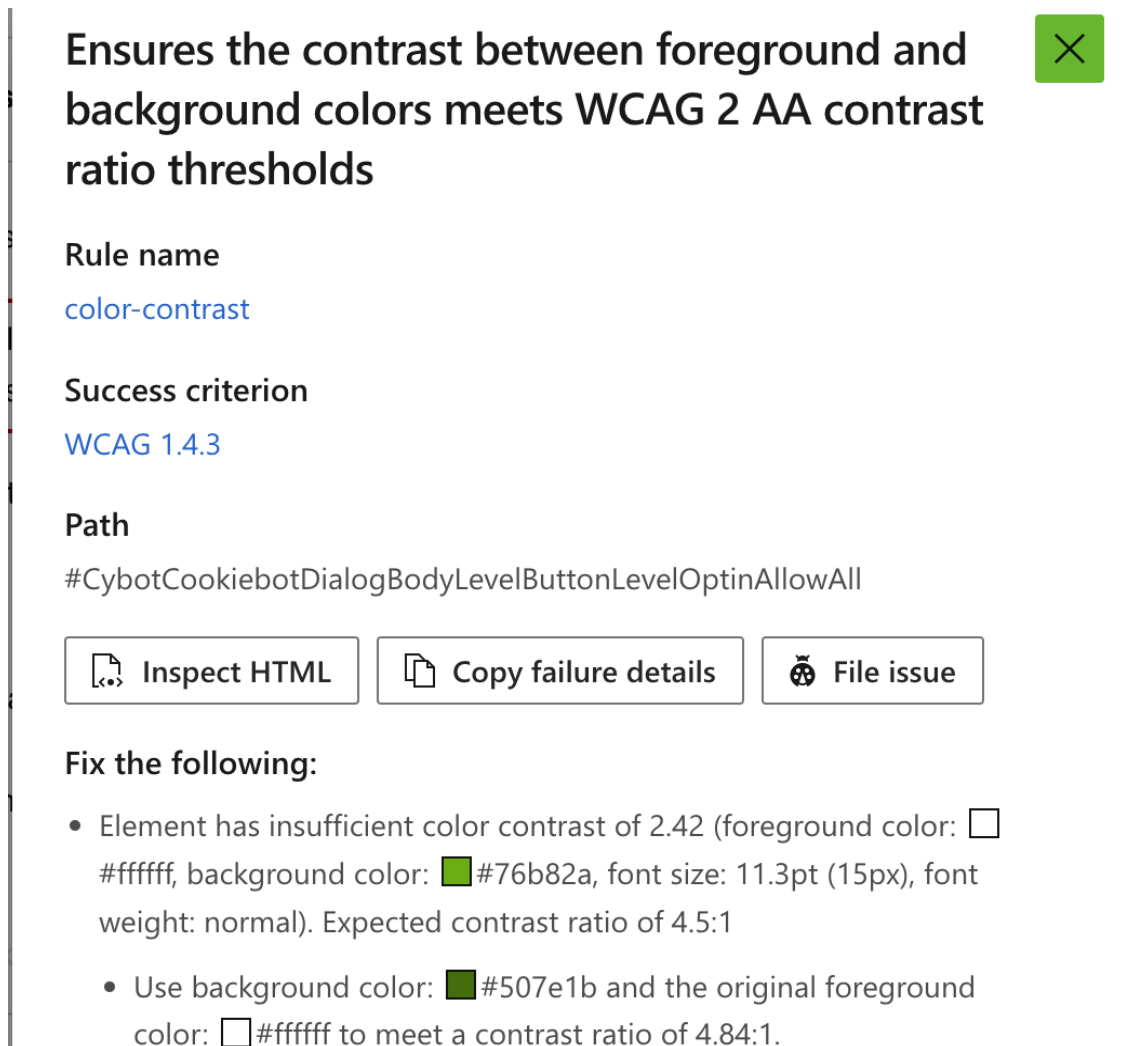 Ensures the contrast between foreground and
background colors meets WCAG 2 AA contrast
ratio thresholds
Rule name
color-contrast
Success criterion
WCAG 1.4.3
Path
#CybotCookiebotDialogBodyLevelButtonLevelOptinAllowAll
Inspect HTML
Copy failure details
File issue
Fix the following:
• Element has insufficient color contrast of 2.42 (foreground color:
#ffffff, background color: #76b82a, font size: 11.3pt (15px), font
weight: normal). Expected contrast ratio of 4.5:1
• Use background color: #507e1b and the original foreground
color: #ffffff to meet a contrast ratio of 4.84:1.